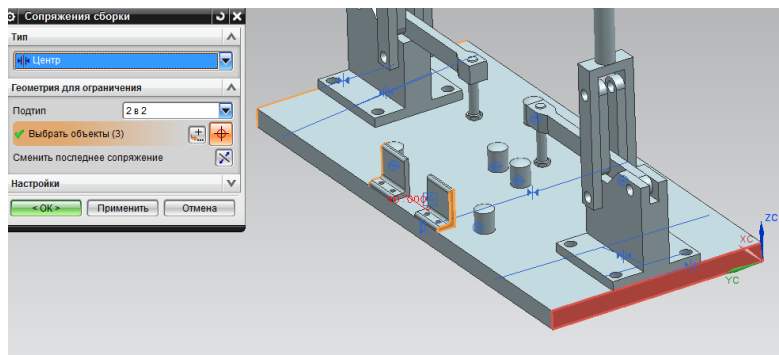 Сопряжения сборки
Тип
Центр
Геометрия для ограничения
Подтип
2 в 2
Выбрать объекты (3)
Сменить последнее сопряжение
Настройки
< OK >
Применить
Отмена
ZC
XC
YC